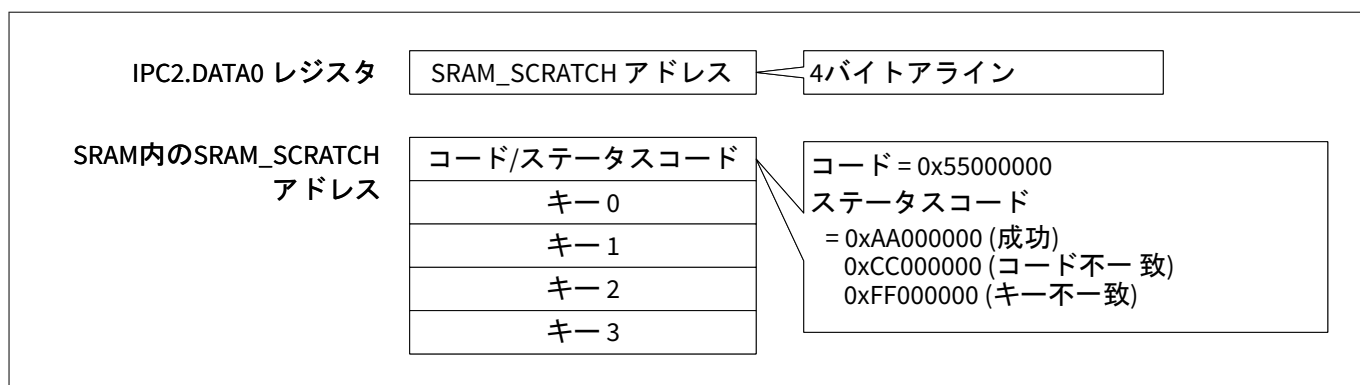 IPC2.DATA0 レジスタ
SRAM_SCRATCH アドレス
4バイトアライン
SRAM内のSRAM_SCRATCH
アドレス
コード/ステータスコード
キー 0
キー 1
キー 2
キー 3
コード = 0x55000000
ステータスコード
= 0xAA000000 (成功)
0xCC000000 (コード不一 致)
0xFF000000 (キー不一致)